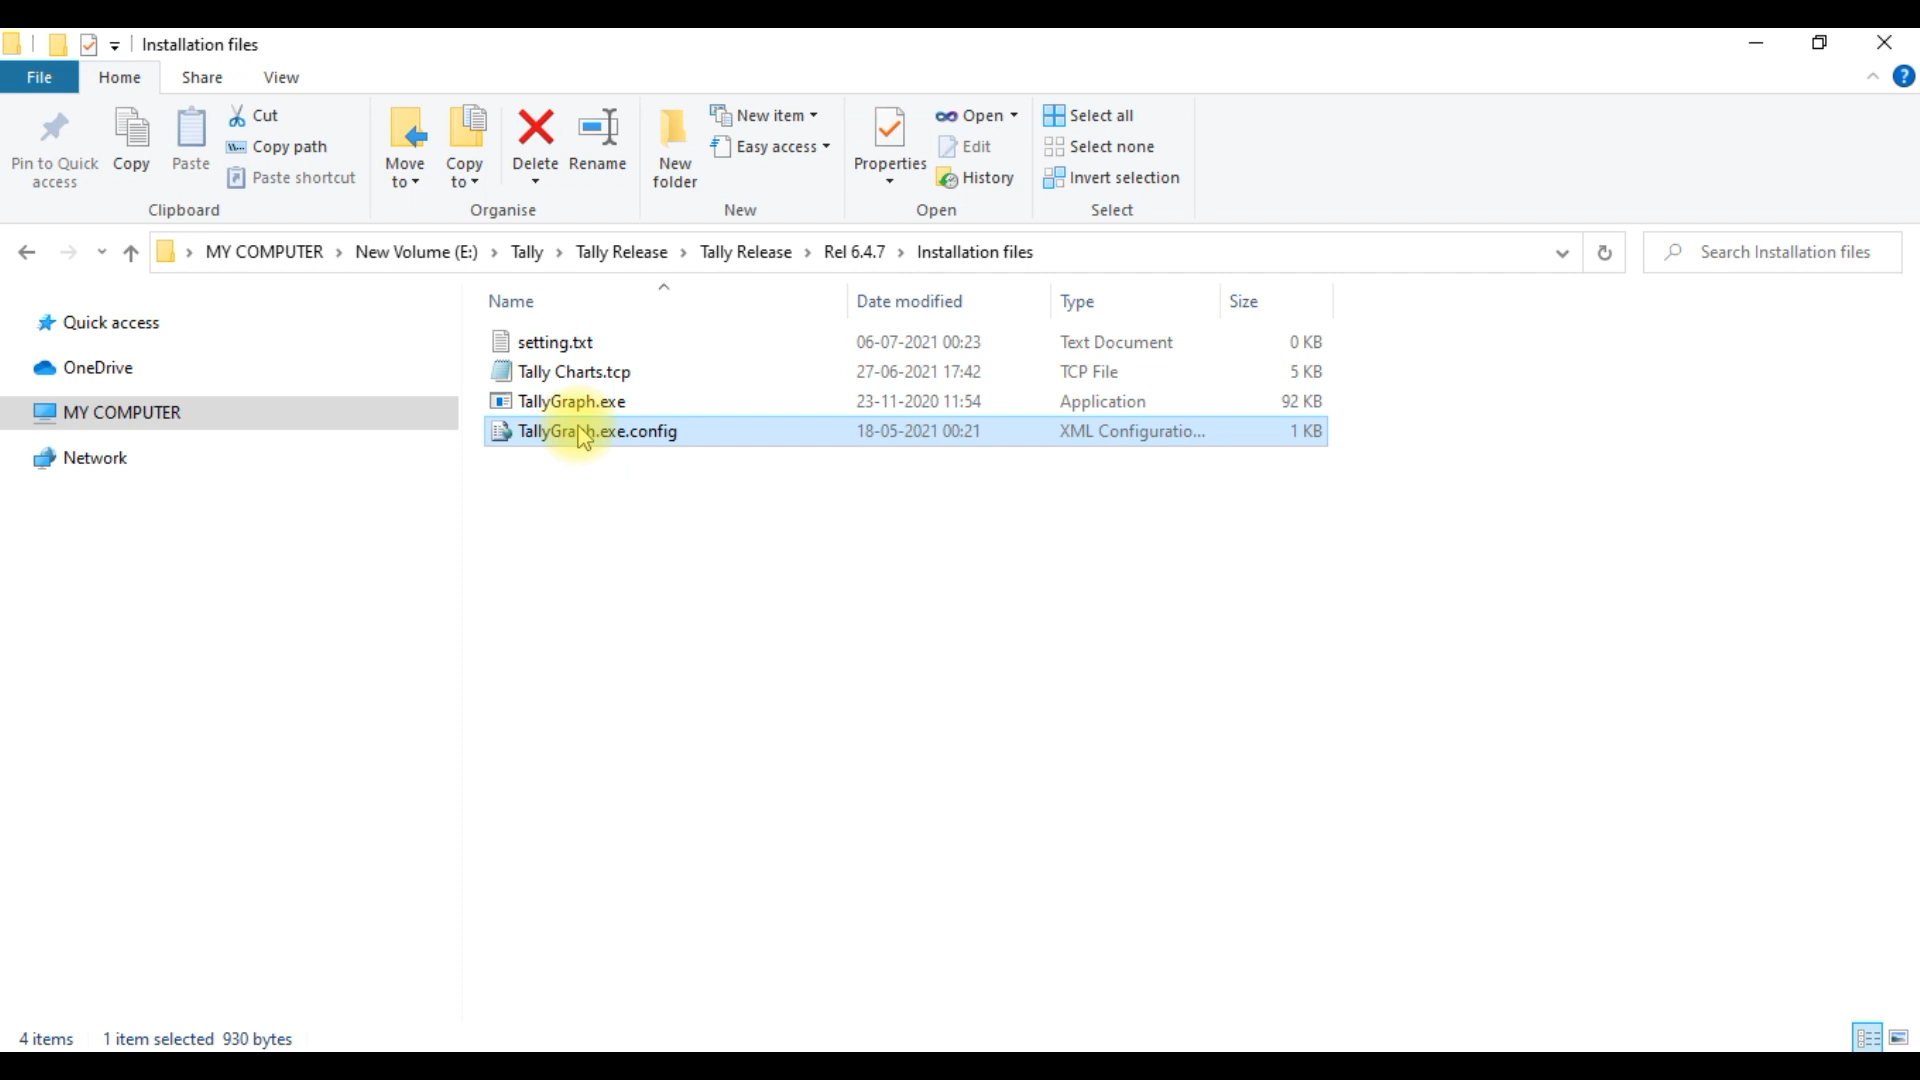 Installation files
File Home Share View
Pin to Quick access
Copy
Paste
Cut
Copy path
Paste shortcut
Clipboard
Move to
Copy to
Delete
Rename
Organise
New folder
New item
Easy access
New
Properties
Open
Edit
History
Open
Select all
Select none
Invert selection
Select
MY COMPUTER > New Volume (E:) > Tally > Tally Release > Tally Release > Rel 6.4.7 > Installation files
Search Installation files
Quick access
OneDrive
MY COMPUTER
Network
Name Date modified Type Size
setting.txt 06-07-2021 00:23 Text Document 0 KB
Tally Charts.tcp 27-06-2021 17:42 TCP File 5 KB
TallyGraph.exe 23-11-2020 11:54 Application 92 KB
TallyGraph.exe.config 18-05-2021 00:21 XML Configuratio... 1 KB
4 items 1 item selected 930 bytes